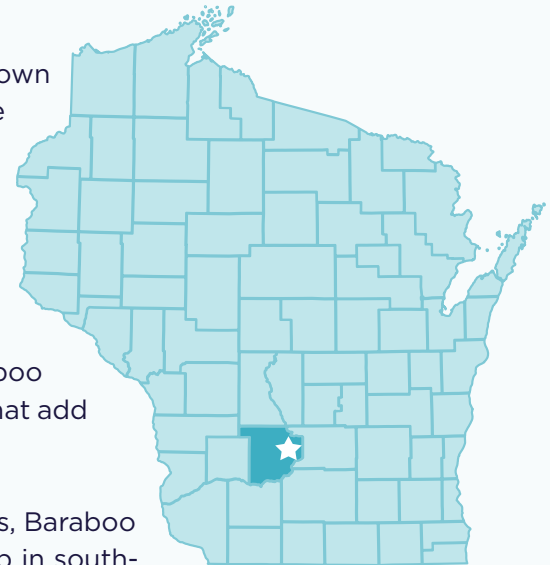 own
e
boo
hat add
s, Baraboo
in south-